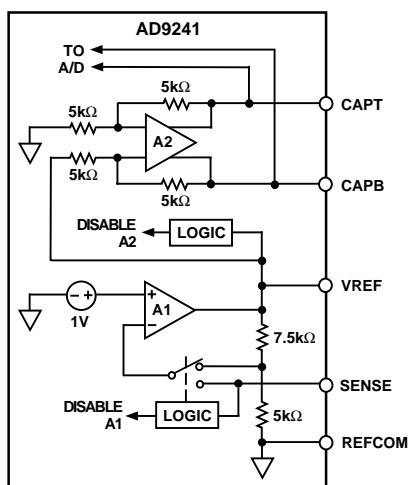 AD9241
TO
A/D
5kΩ
5kΩ
CAPT
A2
5kΩ
5kΩ
CAPB
DISABLE
A2
LOGIC
VREF
A1
1V
7.5kΩ
SENSE
DISABLE
A1
LOGIC
5kΩ
REFCOM